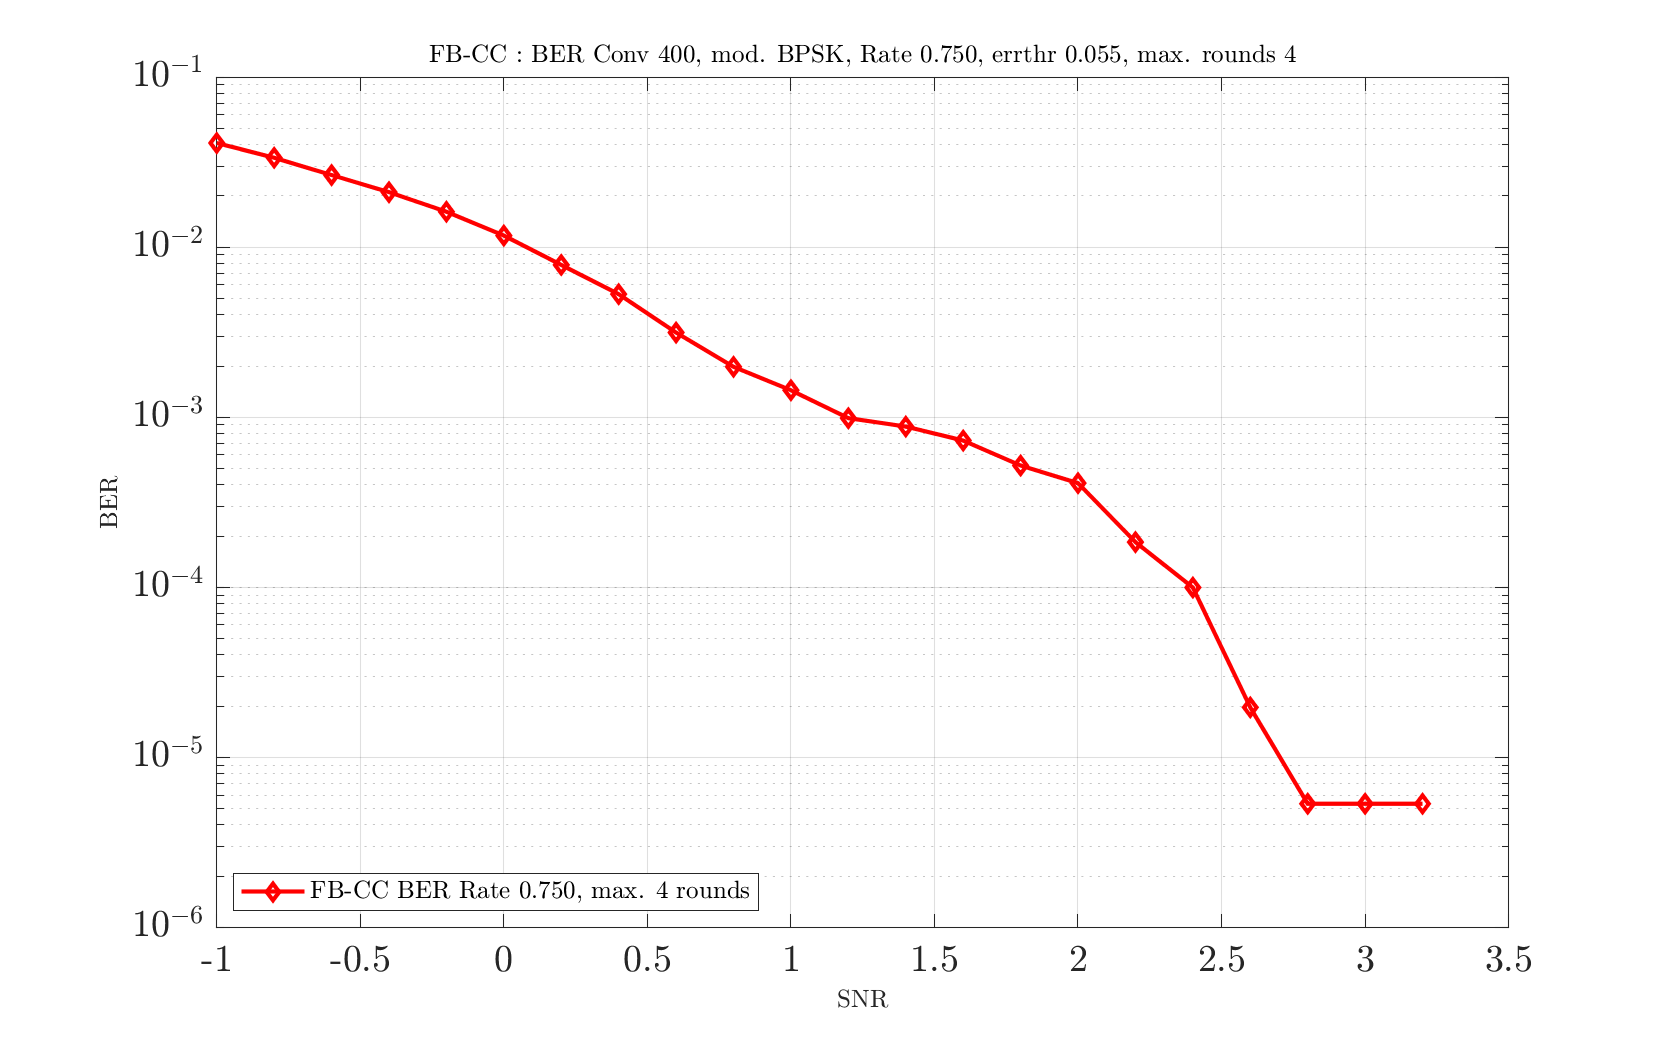 FB-CC : BER Conv 400, mod. BPSK, Rate 0.750, errthr 0.055, max. rounds 4
10^{-1}
10^{-2}
10^{-3}
BER
10^{-4}
10^{-5}
FB-CC BER Rate 0.750, max. 4 rounds
10^{-6}
-1 -0.5 0 0.5 1 1.5 2 2.5 3 3.5
SNR